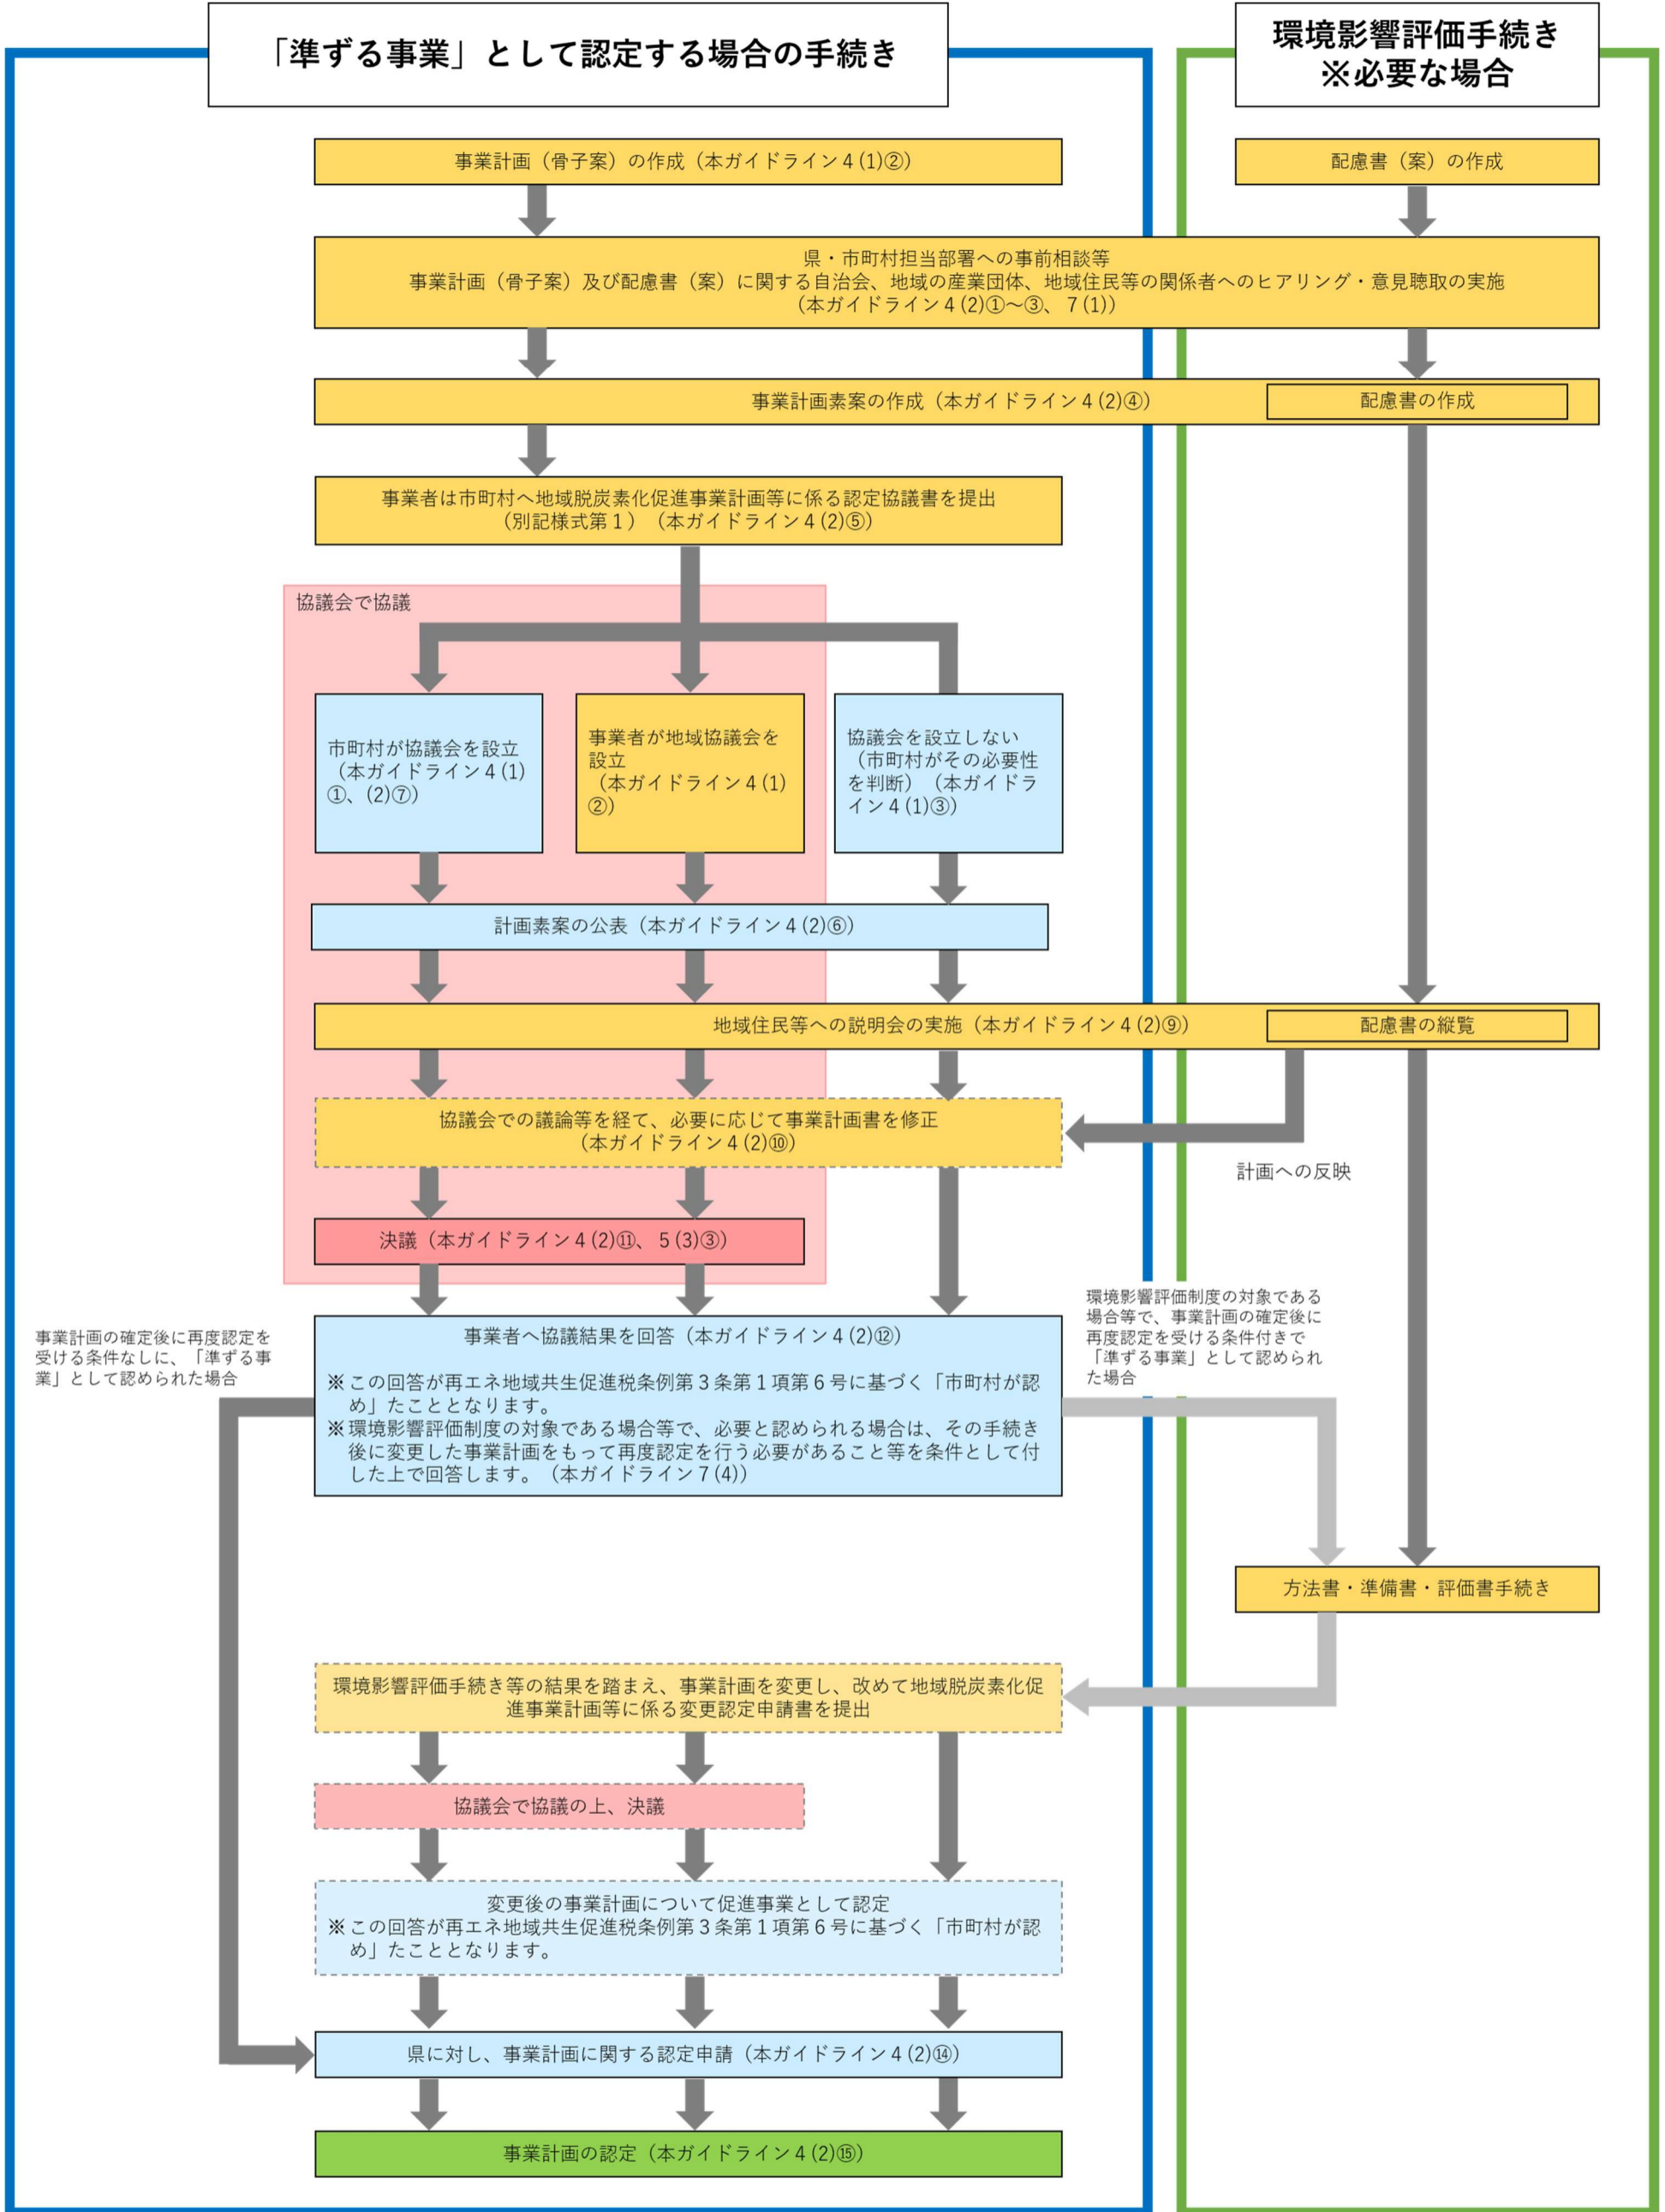 「準ずる事業」として認定する場合の手続き
環境影響評価手続き
※必要な場合
事業計画（骨子案）の作成（本ガイドライン４(1)②）
配慮書（案）の作成
県・市町村担当部署への事前相談等
事業計画（骨子案）及び配慮書（案）に関する自治会、地域の産業団体、地域住民等の関係者へのヒアリング・意見聴取の実施
（本ガイドライン４(2)①～③、７(1)）
事業計画素案の作成（本ガイドライン４(2)④）
配慮書の作成
事業者は市町村へ地域脱炭素化促進事業計画等に係る認定協議書を提出
（別記様式第１）（本ガイドライン４(2)⑤）
協議会で協議
市町村が協議会を設立
（本ガイドライン４(1)
①、(2)⑦）
事業者が地域協議会を
設立
（本ガイドライン４(1)
②）
協議会を設立しない
（市町村がその必要性
を判断）（本ガイドラ
イン４(1)③）
計画素案の公表（本ガイドライン４(2)⑥）
地域住民等への説明会の実施（本ガイドライン４(2)⑨）
配慮書の縦覧
協議会での議論等を経て、必要に応じて事業計画書を修正
（本ガイドライン４(2)⑩）
計画への反映
決議（本ガイドライン４(2)⑪、５(3)③）
事業計画の確定後に再度認定を
受ける条件なしに、「準ずる事
業」として認められた場合
事業者へ協議結果を回答（本ガイドライン４(2)⑫）
※この回答が再エネ地域共生促進税条例第３条第１項第６号に基づく「市町村が認
め」たこととなります。
※環境影響評価制度の対象である場合等で、必要と認められる場合は、その手続き
後に変更した事業計画をもって再度認定を行う必要があること等を条件として付
した上で回答します。（本ガイドライン７(4)）
環境影響評価制度の対象である
場合等で、事業計画の確定後に
再度認定を受ける条件付きで
「準ずる事業」として認められ
た場合
方法書・準備書・評価書手続き
環境影響評価手続き等の結果を踏まえ、事業計画を変更し、改めて地域脱炭素化促
進事業計画等に係る変更認定申請書を提出
協議会で協議の上、決議
変更後の事業計画について促進事業として認定
※この回答が再エネ地域共生促進税条例第３条第１項第６号に基づく「市町村が認
め」たこととなります。
県に対し、事業計画に関する認定申請（本ガイドライン４(2)⑭）
事業計画の認定（本ガイドライン４(2)⑮）